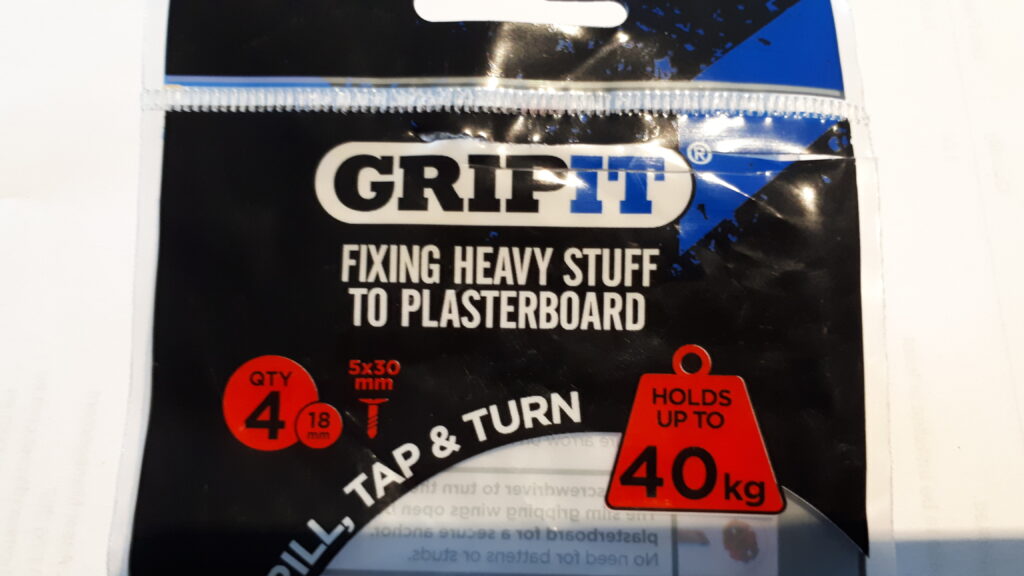 GRIPIT®
FIXING HEAVY STUFF
TO PLASTERBOARD
QTY
4
18
mm
5x30
mm
TAP & TURN
HOLDS
UP TO
40kg
arrow
screwdriver to turn
The slim gripping wings open
plasterboard for a secure anchor.
No need for battens or studs.